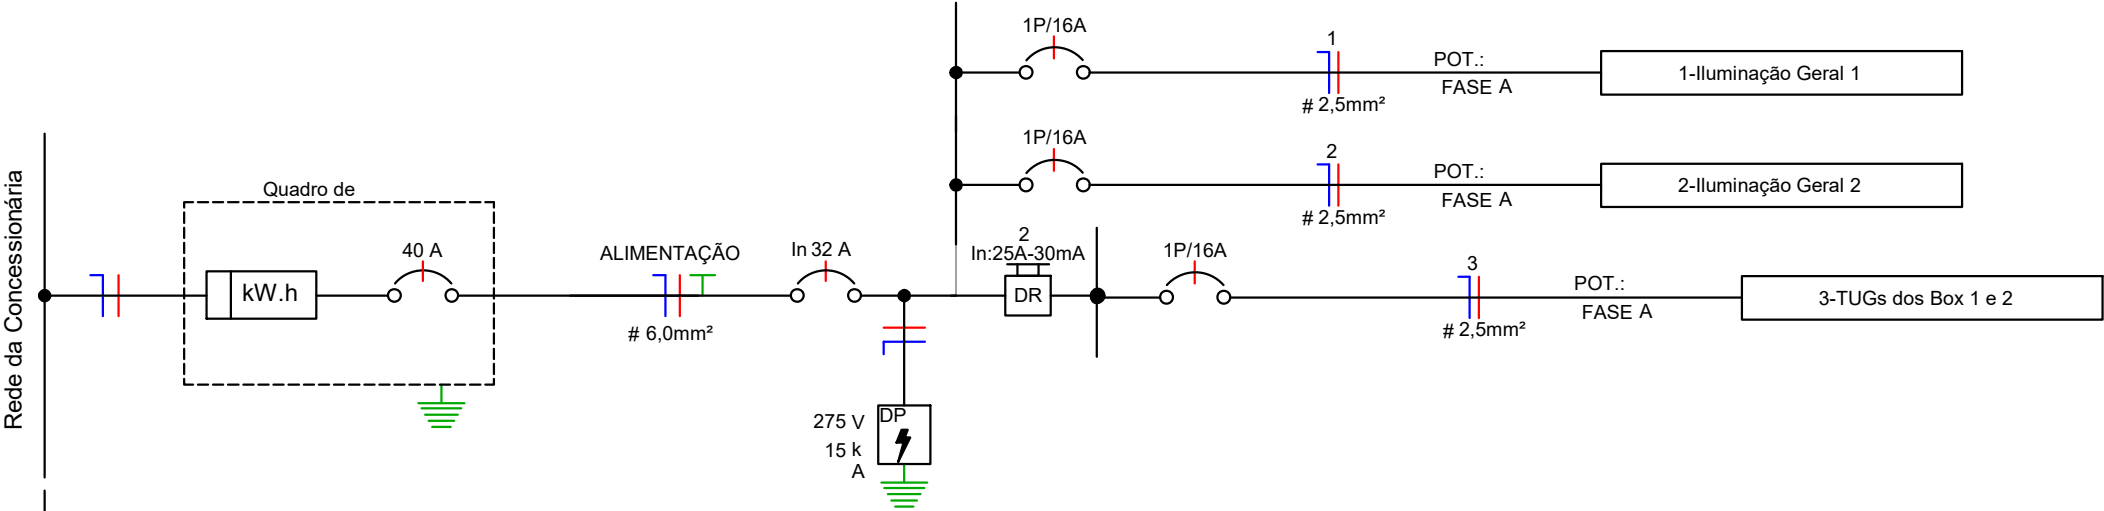 Rede da Concessionária
Quadro de
kW.h
40 A
ALIMENTAÇÃO
# 6,0mm²
In 32 A
275 V
15 k
A
DP
1P/16A
1
# 2,5mm²
POT.:
FASE A
1-Iluminação Geral 1
1P/16A
2
# 2,5mm²
POT.:
FASE A
2-Iluminação Geral 2
2
In:25A-30mA
DR
1P/16A
3
# 2,5mm²
POT.:
FASE A
3-TUGs dos Box 1 e 2